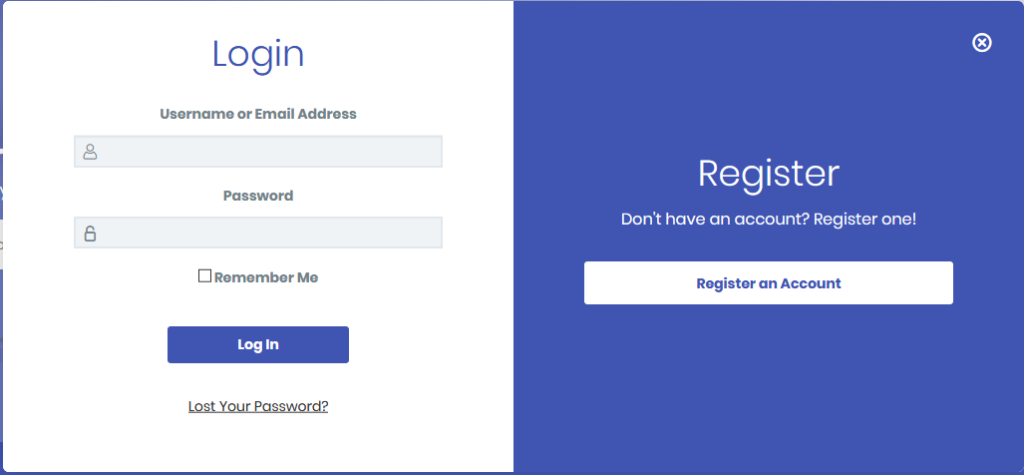 Login
Username or Email Address
Password
Remember Me
Log In
Lost Your Password?
Register
Don't have an account? Register one!
Register an Account